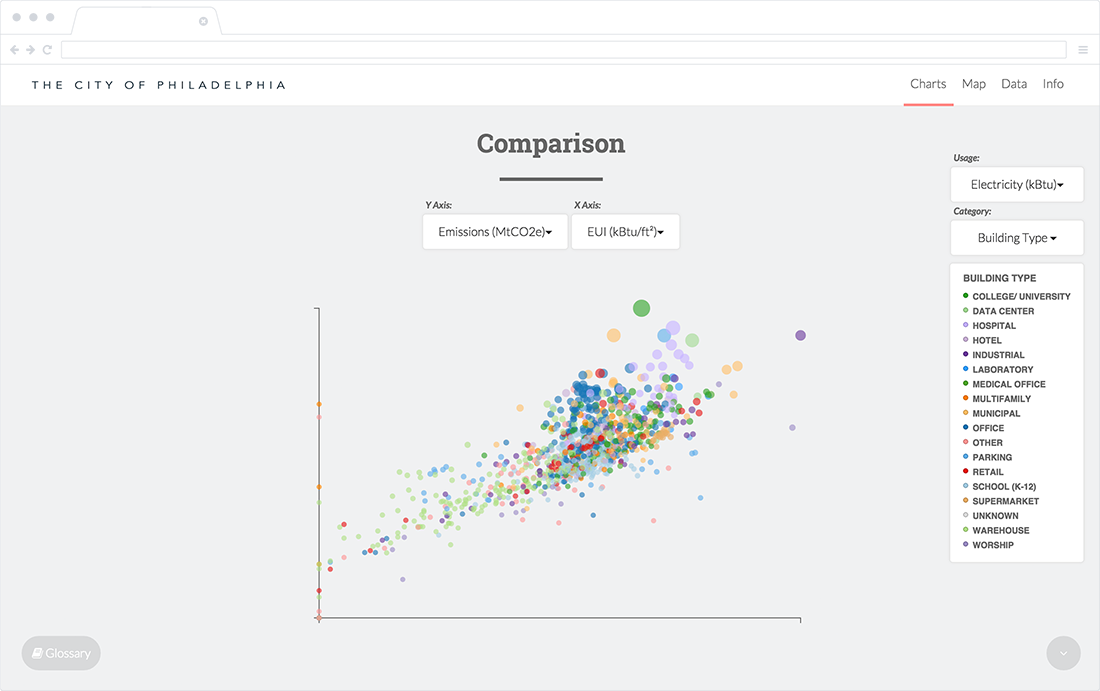 THE CITY OF PHILADELPHIA
Charts Map Data Info
Comparison
Usage:
Electricity (kBtu)
Y Axis: X Axis:
Emissions (MtCO2e) EUI (kBtu/ft²)
Category:
Building Type
BUILDING TYPE
COLLEGE/ UNIVERSITY
DATA CENTER
HOSPITAL
HOTEL
INDUSTRIAL
LABORATORY
MEDICAL OFFICE
MULTIFAMILY
MUNICIPAL
OFFICE
OTHER
PARKING
RETAIL
SCHOOL (K-12)
SUPERMARKET
UNKNOWN
WAREHOUSE
WORSHIP
Glossary